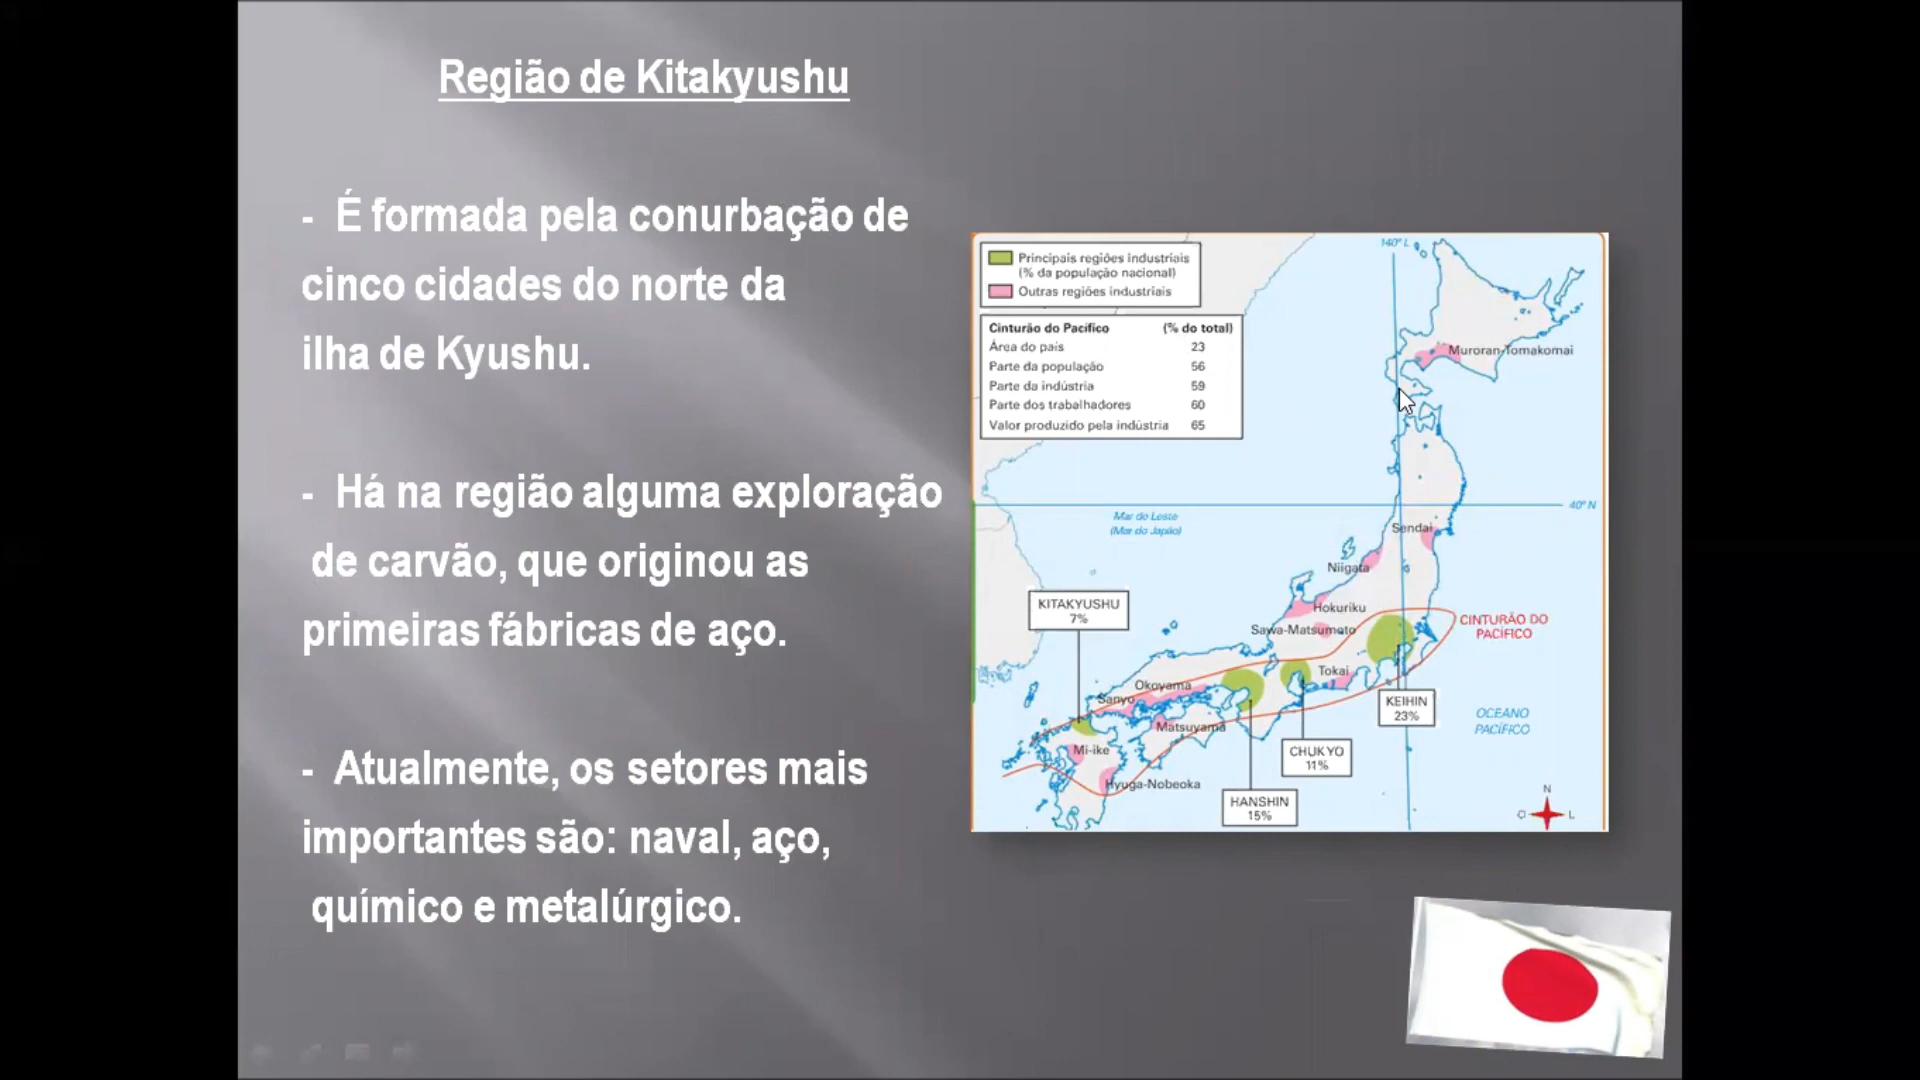 Região de Kitakyushu
- É formada pela conurbação de
cinco cidades do norte da
ilha de Kyushu.
- Há na região alguma exploração
de carvão, que originou as
primeiras fábricas de aço.
- Atualmente, os setores mais
importantes são: naval, aço,
químico e metalúrgico.
Principais regiões industriais
(% da população nacional)
Outras regiões industriais
Cinturão do Pacífico (% do total)
Área do país 23
Parte da população 56
Parte da indústria 59
Parte dos trabalhadores 60
Valor produzido pela indústria 65
140° L
Muroran-Tomakomai
40° N
Mar do Leste
(Mar do Japão)
Sendai
Niigata
KITAKYUSHU
7%
Hokuriku
Sawa-Matsumoto
CINTURÃO DO
PACÍFICO
Tokai
Okoyama
Sanyo
KEIHIN
23%
OCEANO
PACÍFICO
Matsuyama
Mi-ike
CHUKYO
11%
Hyuga-Nobeoka
HANSHIN
15%
N
O L